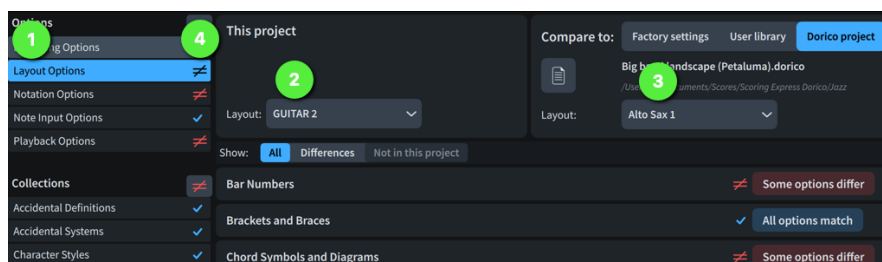 Options
1
4
ng Options
Layout Options
Notation Options
Note Input Options
Playback Options
Collections
Accidental Definitions
Accidental Systems
Character Styles
This project
2
Layout: GUITAR 2
Compare to: Factory settings User library Dorico project
Big landscape (Petaluma).dorico
3
uments/Scores/Scoring Express Dorico/Jazz
Layout: Alto Sax 1
Show: All Differences Not in this project
Bar Numbers Some options differ
Brackets and Braces All options match
Chord Symbols and Diagrams Some options differ